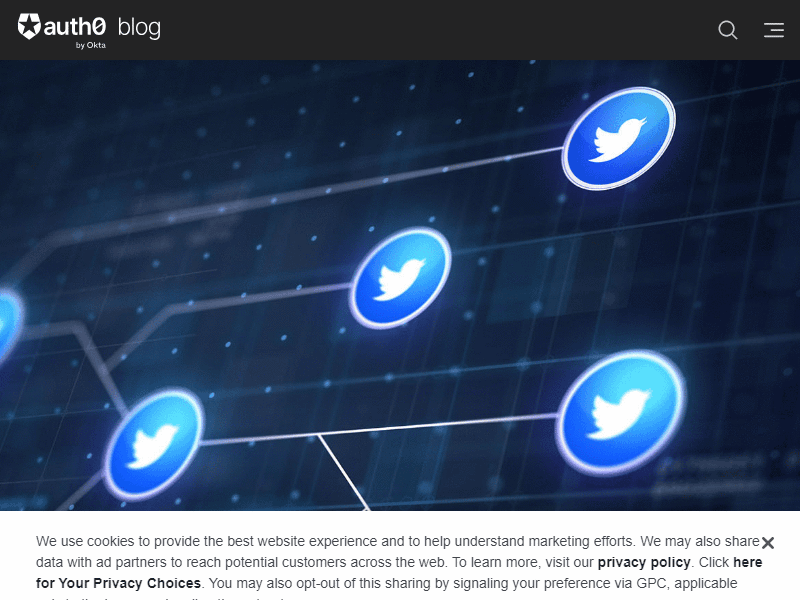 auth0 blog
by Okta
We use cookies to provide the best website experience and to help understand marketing efforts. We may also share
data with ad partners to reach potential customers across the web. To learn more, visit our privacy policy. Click here
for Your Privacy Choices. You may also opt-out of this sharing by signaling your preference via GPC, applicable